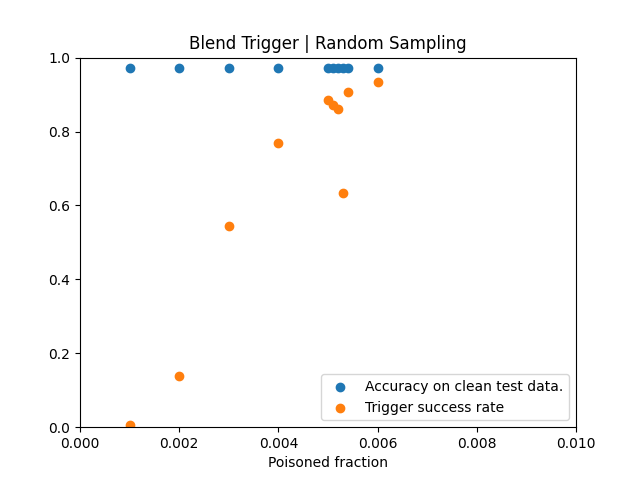 Blend Trigger | Random Sampling
1.0
0.8
0.6
0.4
0.2
0.0
Accuracy on clean test data.
Trigger success rate
0.000 0.002 0.004 0.006 0.008 0.010
Poisoned fraction